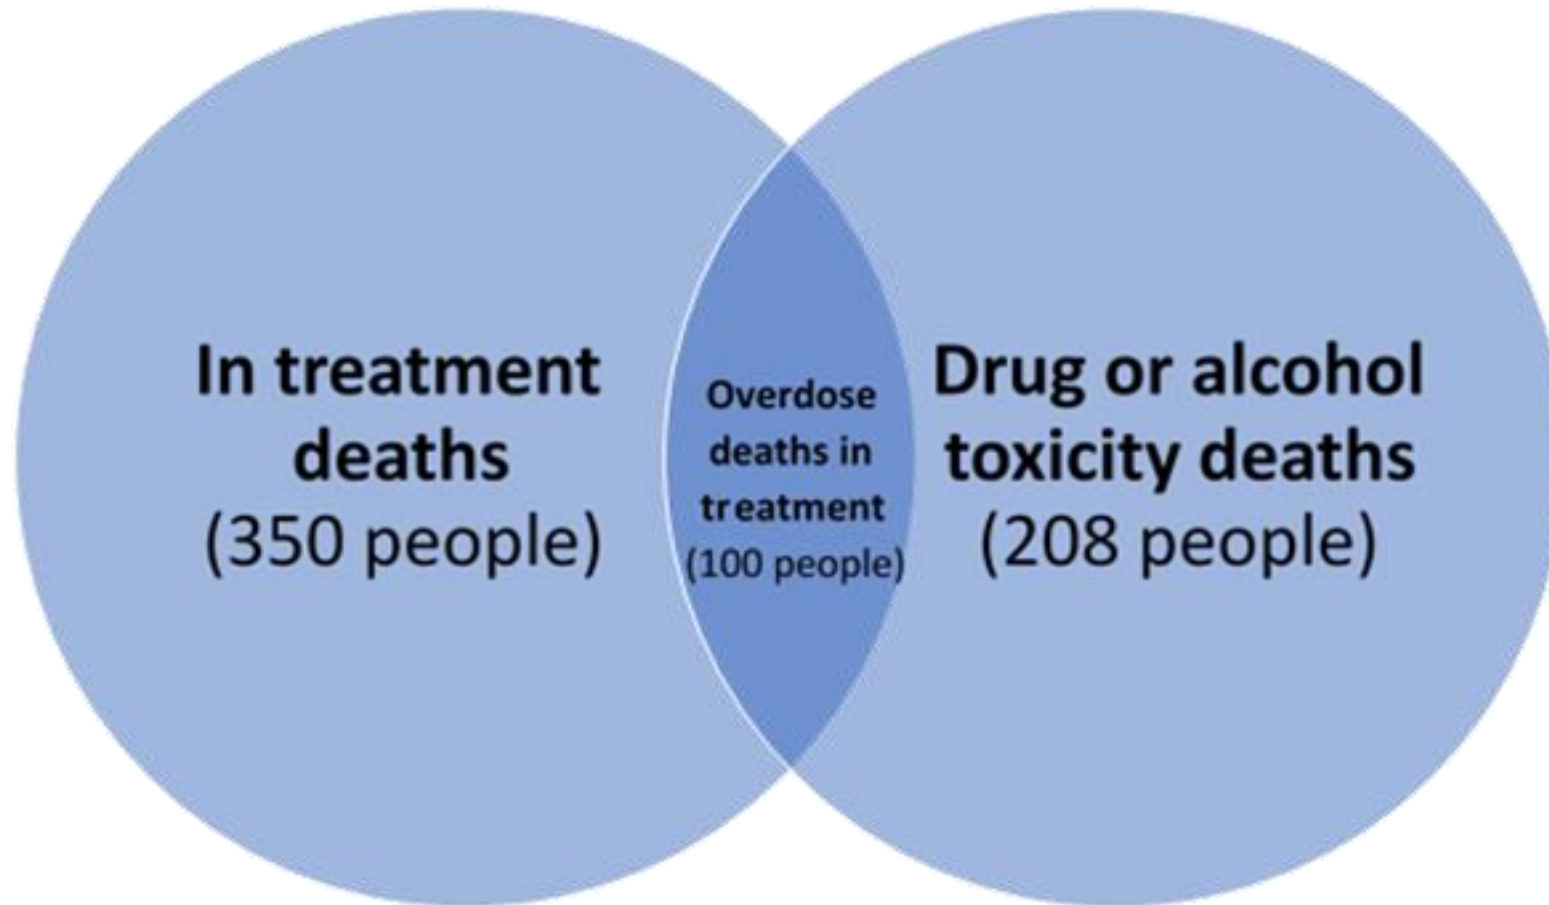 In treatment
deaths
(350 people)
Overdose
deaths in
treatment
(100 people)
Drug or alcohol
toxicity deaths
(208 people)